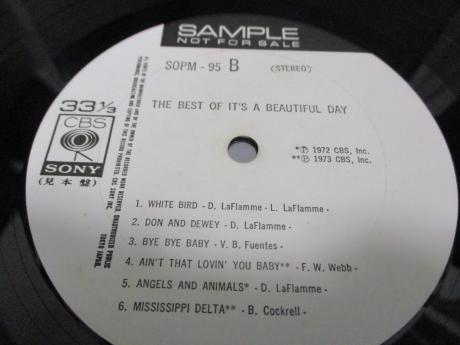 SAMPLE
NOT FOR SALE
SOPM - 95 B (STEREO)
33 1/3
CBS
SONY
(見本盤)
THE BEST OF IT'S A BEAUTIFUL DAY
*Ⓟ 1972 CBS, Inc.
**Ⓟ 1973 CBS, Inc.
1. WHITE BIRD - D. LaFlamme - L. LaFlamme -
2. DON AND DEWEY - D. LaFlamme -
3. BYE BYE BABY - V. B. Fuentes -
4. AIN'T THAT LOVIN' YOU BABY** - F. W. Webb -
5. ANGELS AND ANIMALS* - D. LaFlamme -
6. MISSISSIPPI DELTA** - B. Cockrell -